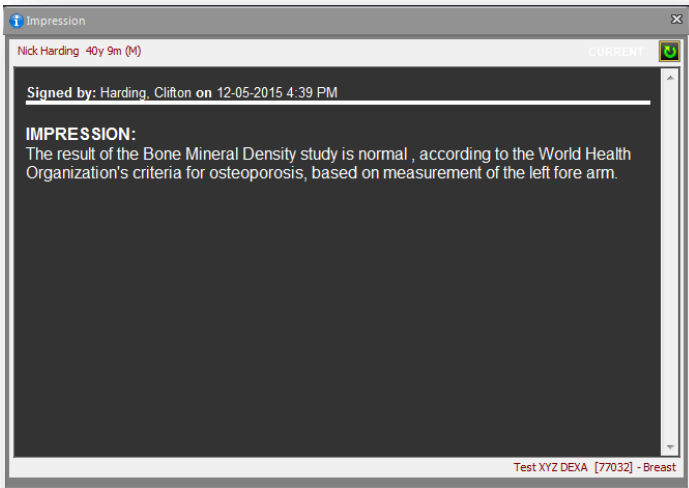 Impression
Nick Harding 40y 9m (M)
CURRENT
Signed by: Harding, Clifton on 12-05-2015 4:39 PM
IMPRESSION:
The result of the Bone Mineral Density study is normal , according to the World Health
Organization's criteria for osteoporosis, based on measurement of the left fore arm.
Test XYZ DEXA [77032] - Breast